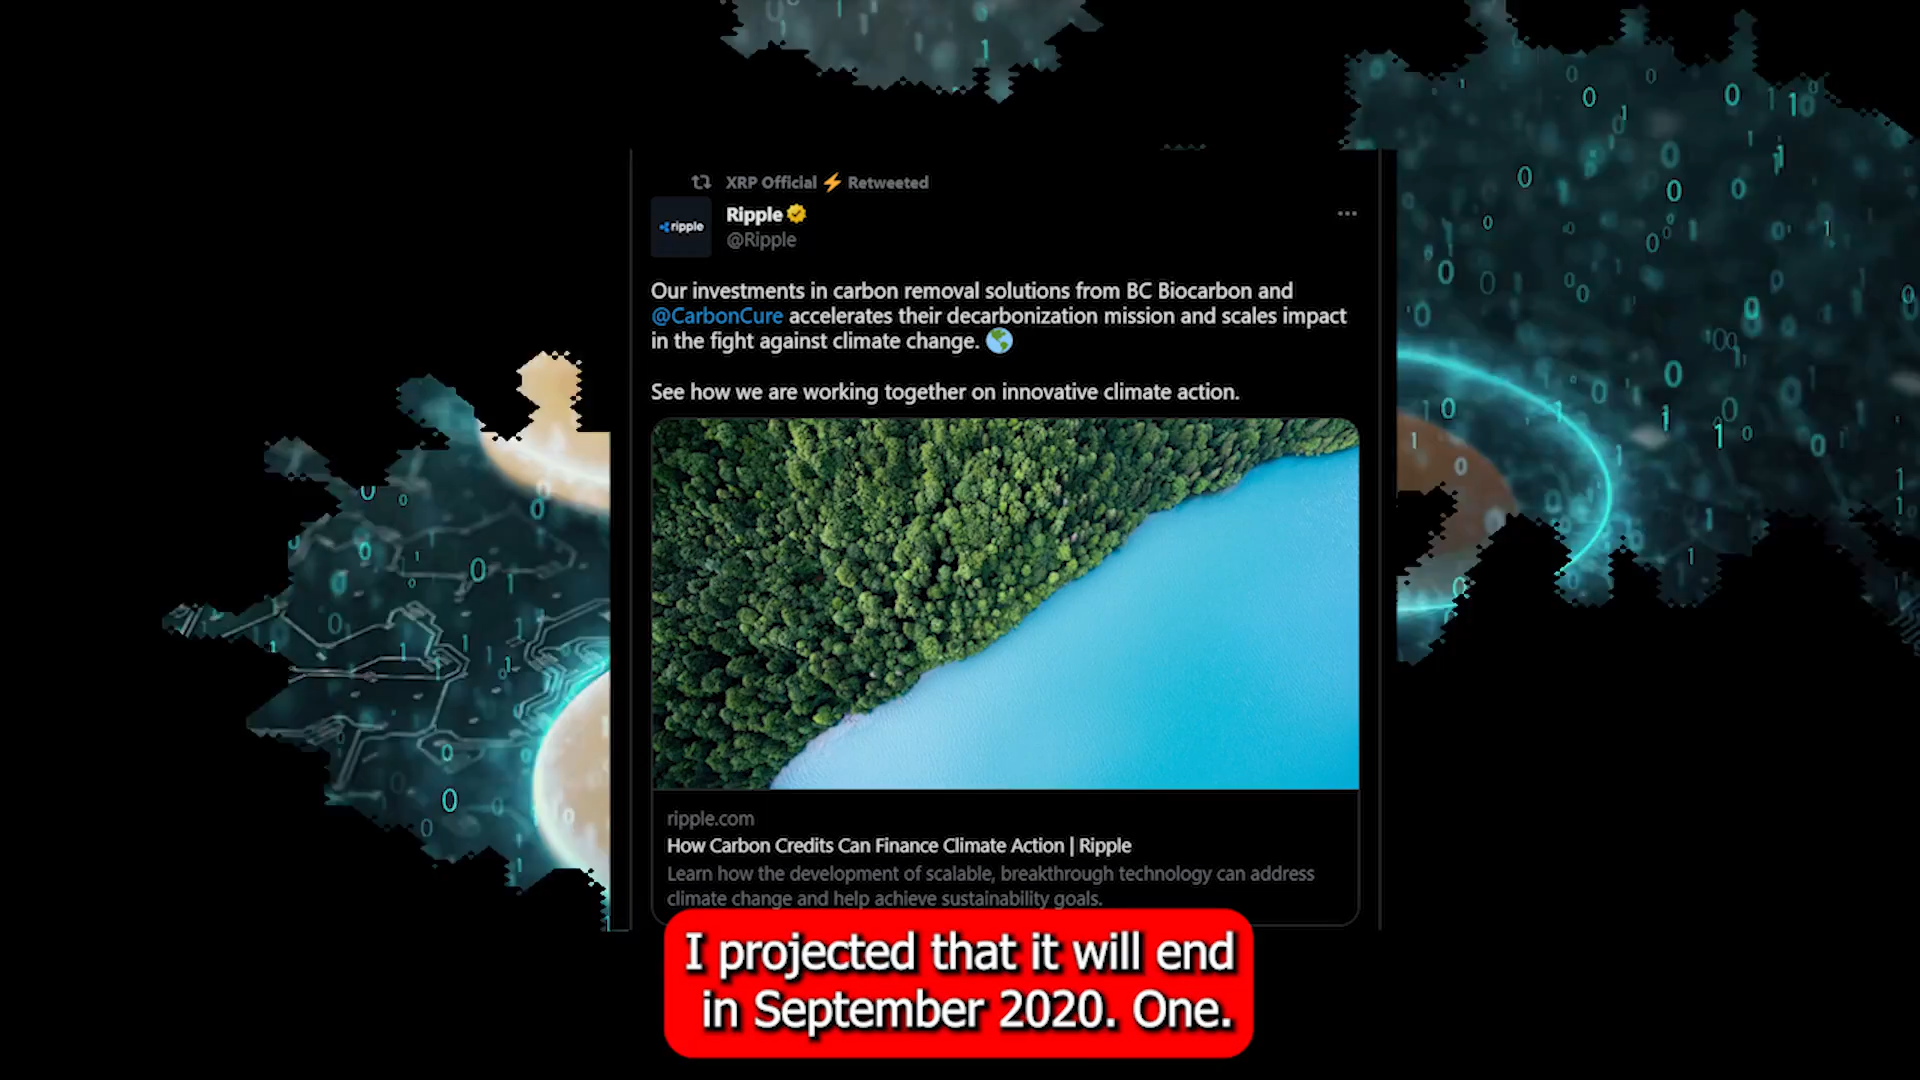 XRP Official ⚡ Retweeted
ripple
Ripple
@Ripple
Our investments in carbon removal solutions from BC Biocarbon and
@CarbonCure accelerates their decarbonization mission and scales impact
in the fight against climate change. 🌎
See how we are working together on innovative climate action.
ripple.com
How Carbon Credits Can Finance Climate Action | Ripple
Learn how the development of scalable, breakthrough technology can address
climate change and help achieve sustainability goals.
I projected that it will end
in September 2020. One.